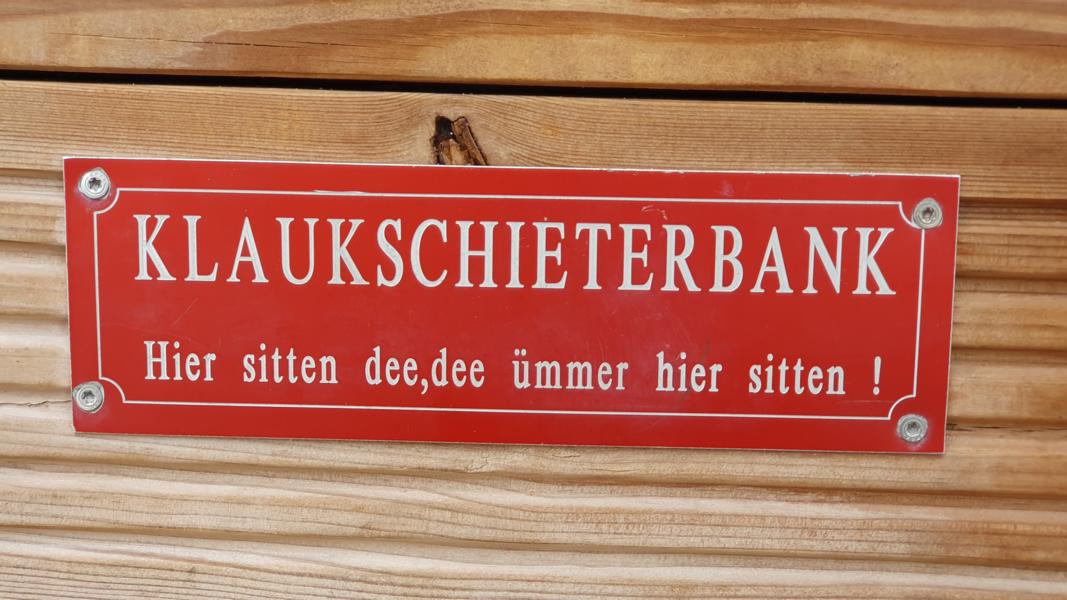 KLAUKSCHIETERBANK
Hier sitten dee,dee ümmer hier sitten !